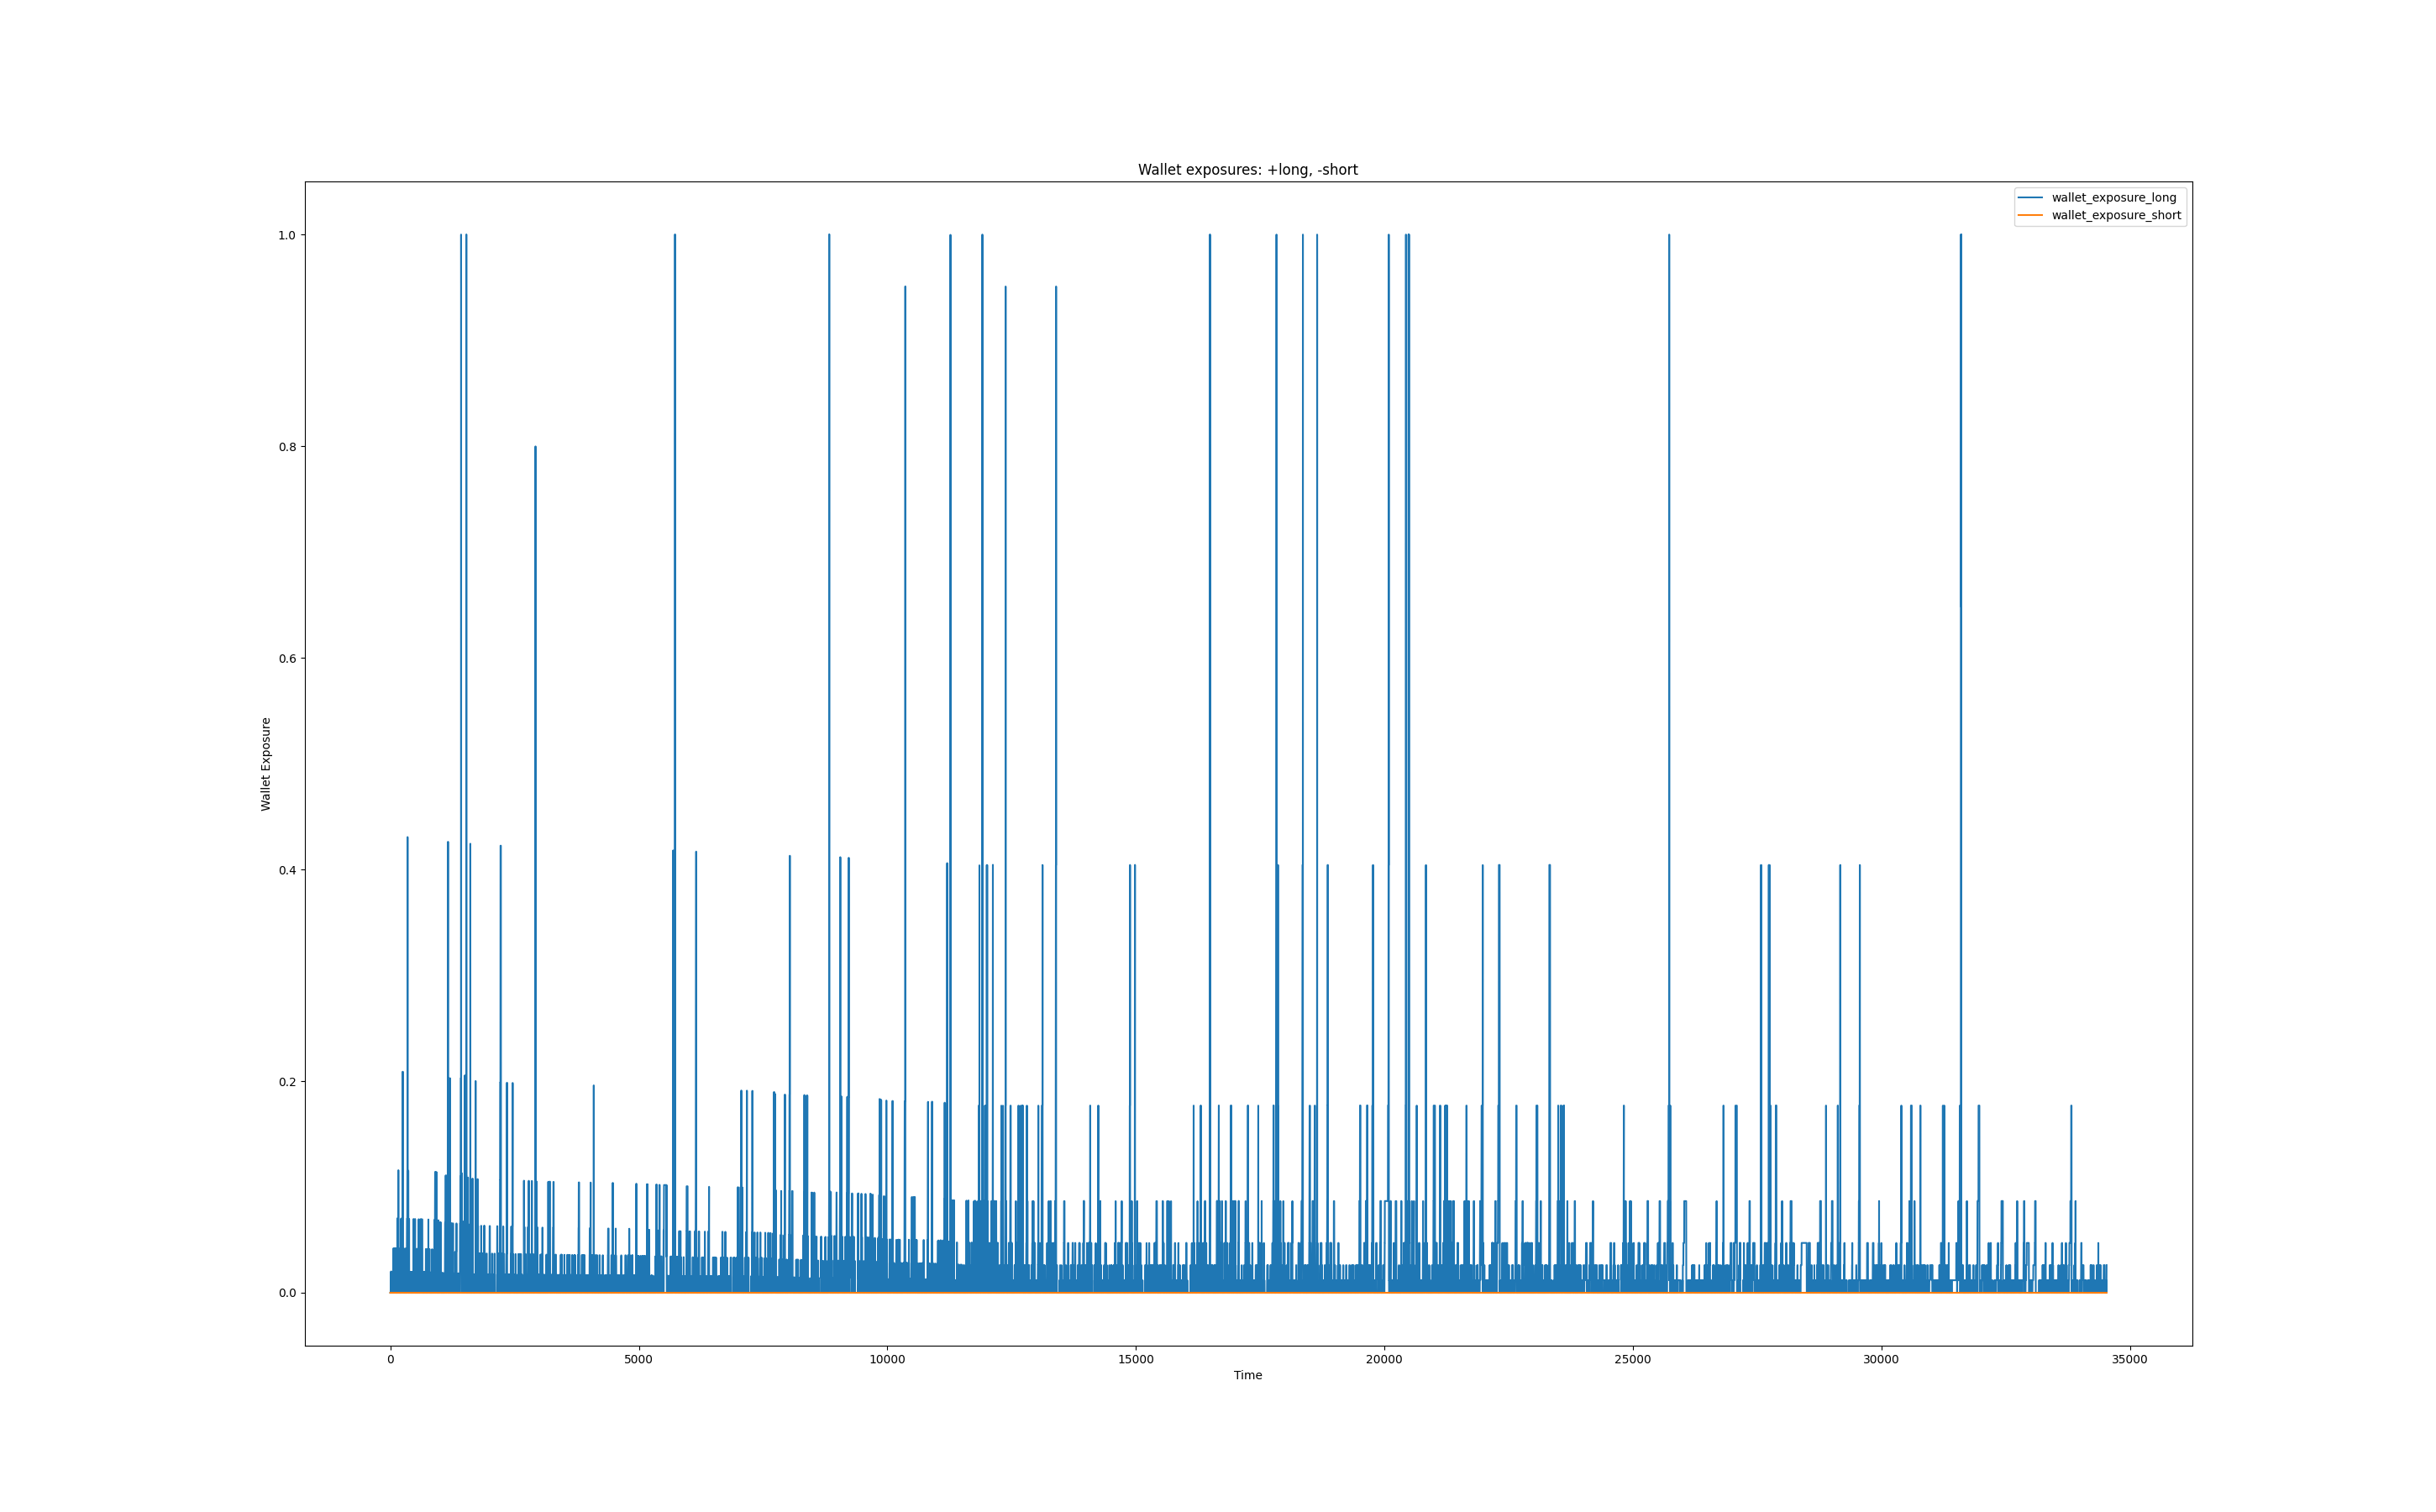 Wallet exposures: +long, -short
wallet_exposure_long
wallet_exposure_short
1.0
0.8
0.6
0.4
0.2
0.0
Wallet Exposure
0 5000 10000 15000 20000 25000 30000 35000
Time